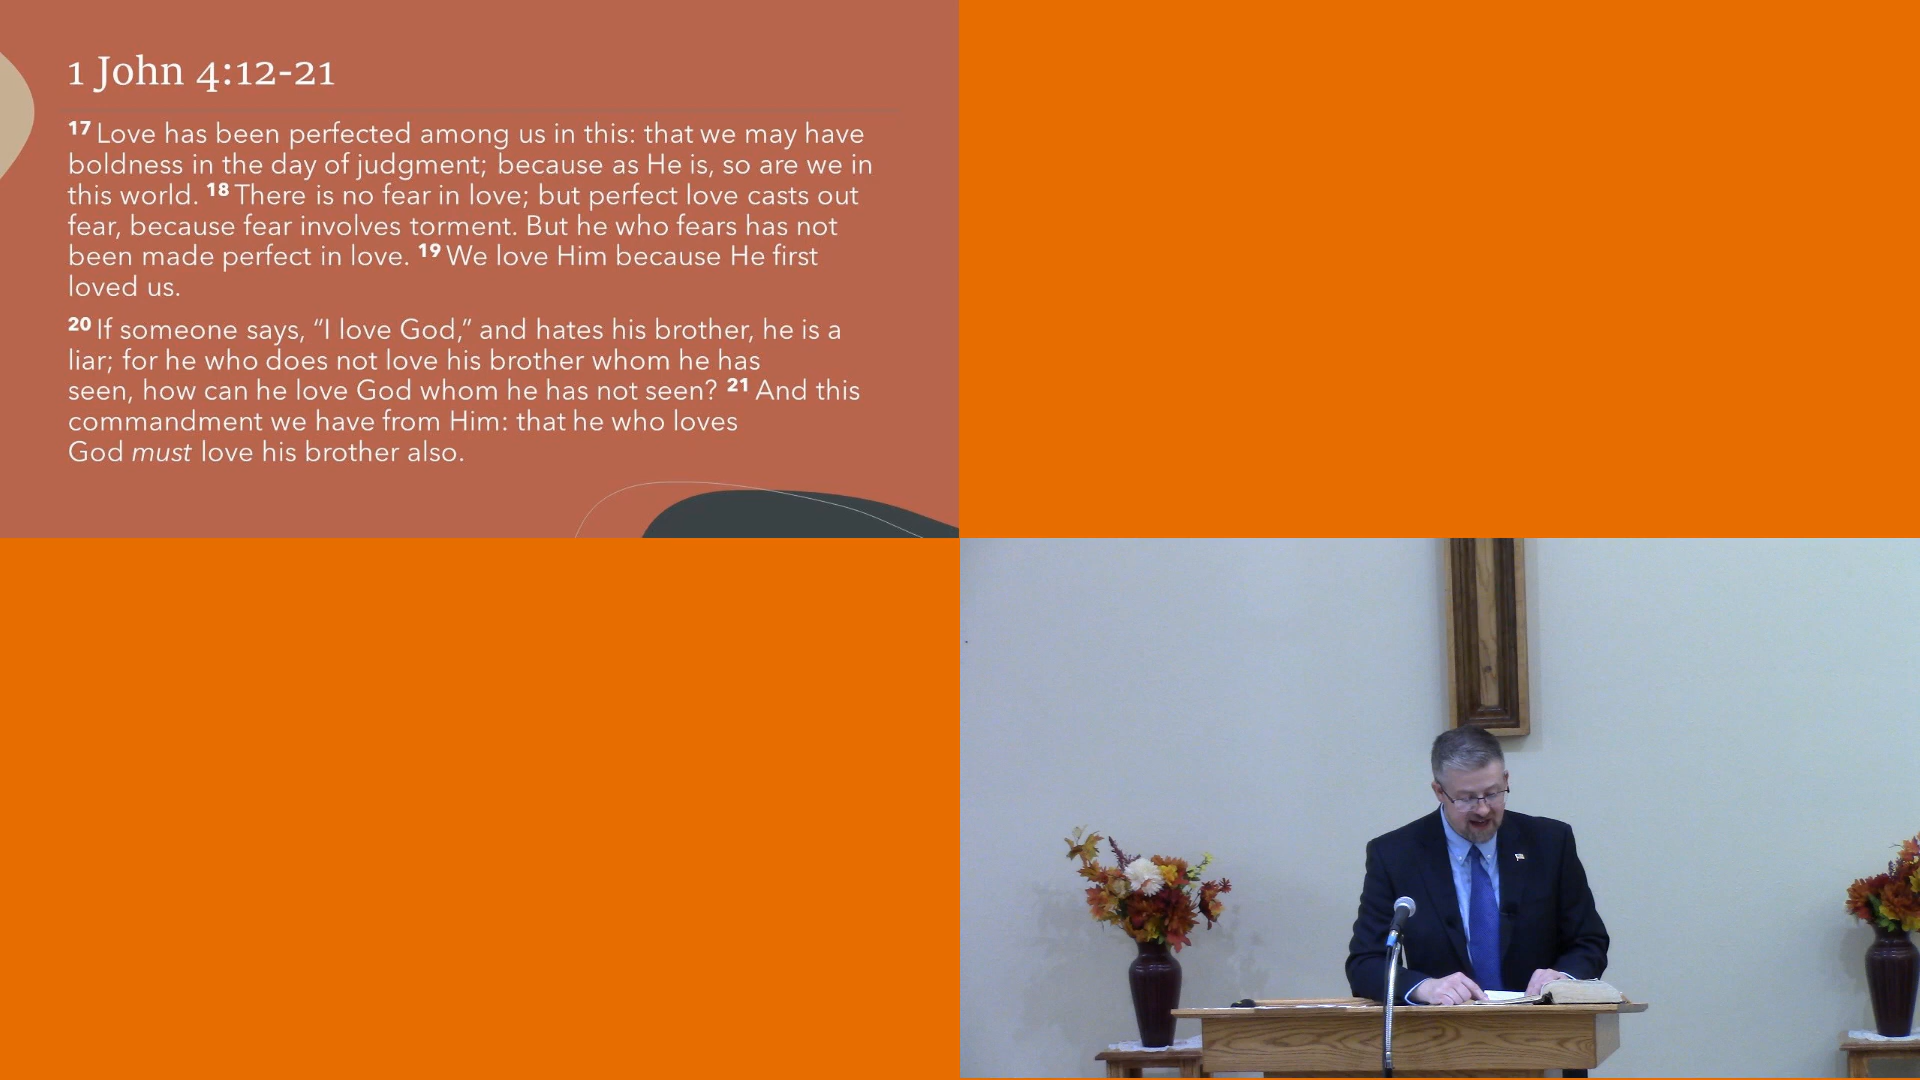 1 John 4:12-21
17 Love has been perfected among us in this: that we may have
boldness in the day of judgment; because as He is, so are we in
this world. 18 There is no fear in love; but perfect love casts out
fear, because fear involves torment. But he who fears has not
been made perfect in love. 19 We love Him because He first
loved us.
20 If someone says, “I love God,” and hates his brother, he is a
liar; for he who does not love his brother whom he has
seen, how can he love God whom he has not seen? 21 And this
commandment we have from Him: that he who loves
God must love his brother also.